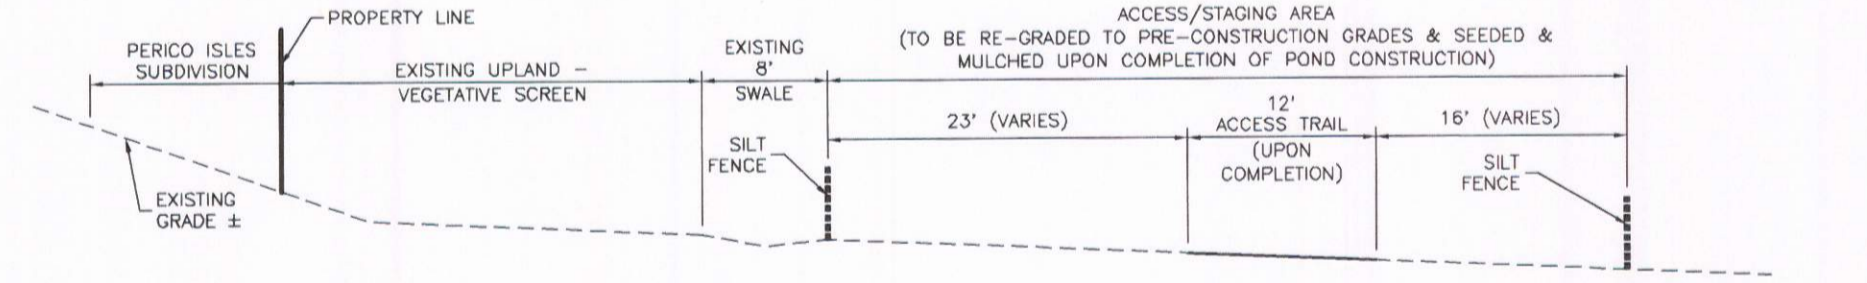 PROPERTY LINE
PERICO ISLES
SUBDIVISION
EXISTING UPLAND –
VEGETATIVE SCREEN
EXISTING
8'
SWALE
ACCESS/STAGING AREA
(TO BE RE–GRADED TO PRE–CONSTRUCTION GRADES & SEEDED &
MULCHED UPON COMPLETION OF POND CONSTRUCTION)
23' (VARIES)
12'
ACCESS TRAIL
(UPON
COMPLETION)
16' (VARIES)
SILT
FENCE
SILT
FENCE
EXISTING
GRADE ±